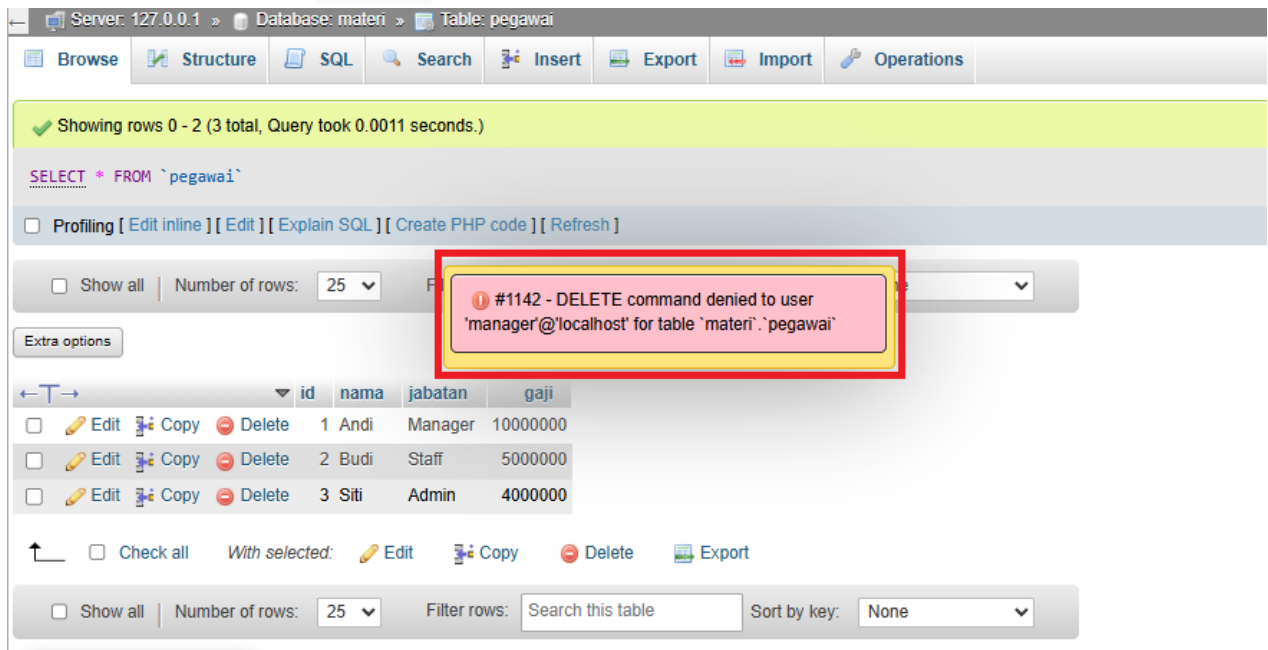 Server: 127.0.0.1 » Database: materi » Table: pegawai
Browse Structure SQL Search Insert Export Import Operations
Showing rows 0 - 2 (3 total, Query took 0.0011 seconds.)
SELECT * FROM `pegawai`
Profiling [ Edit inline ] [ Edit ] [ Explain SQL ] [ Create PHP code ] [ Refresh ]
Show all | Number of rows: 25
#1142 - DELETE command denied to user
'manager'@'localhost' for table `materi`.`pegawai`
Extra options
←T→ id nama jabatan gaji
Edit Copy Delete 1 Andi Manager 10000000
Edit Copy Delete 2 Budi Staff 5000000
Edit Copy Delete 3 Siti Admin 4000000
Check all With selected: Edit Copy Delete Export
Show all | Number of rows: 25 Filter rows: Search this table Sort by key: None